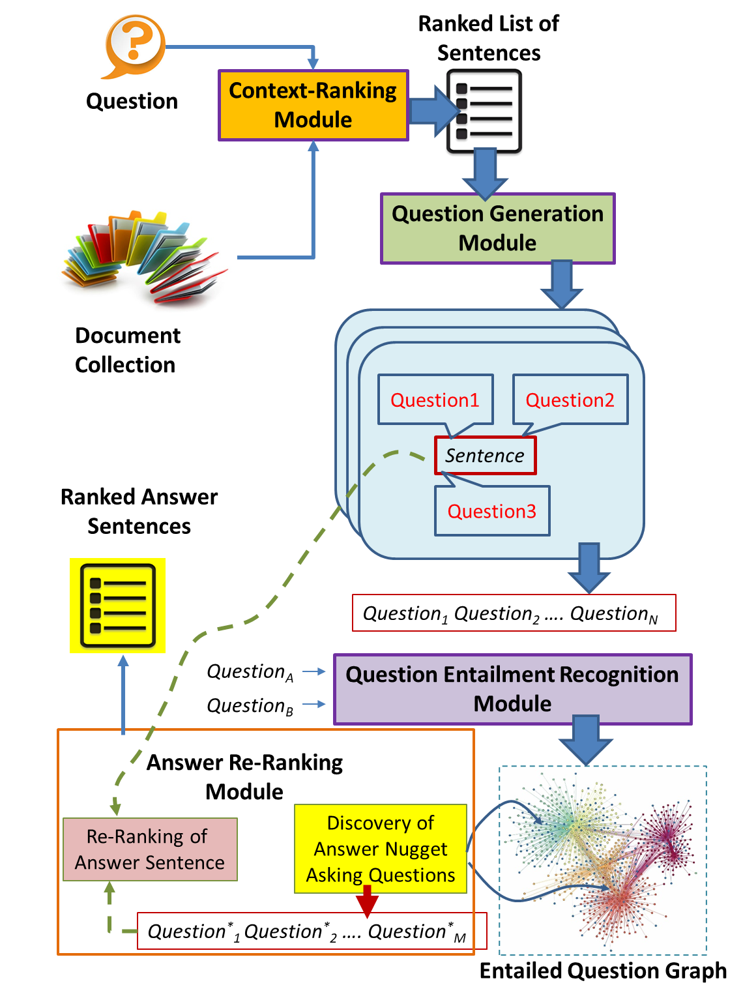 Ranked List of
Sentences
Question
Context-Ranking
Module
Question Generation
Module
Document
Collection
Question1
Question2
Sentence
Question3
Ranked Answer
Sentences
Question1 Question2 .... QuestionN
QuestionA
QuestionB
Question Entailment Recognition
Module
Answer Re-Ranking
Module
Re-Ranking of
Answer Sentence
Discovery of
Answer Nugget
Asking Questions
Question*1 Question*2 .... Question*M
Entailed Question Graph